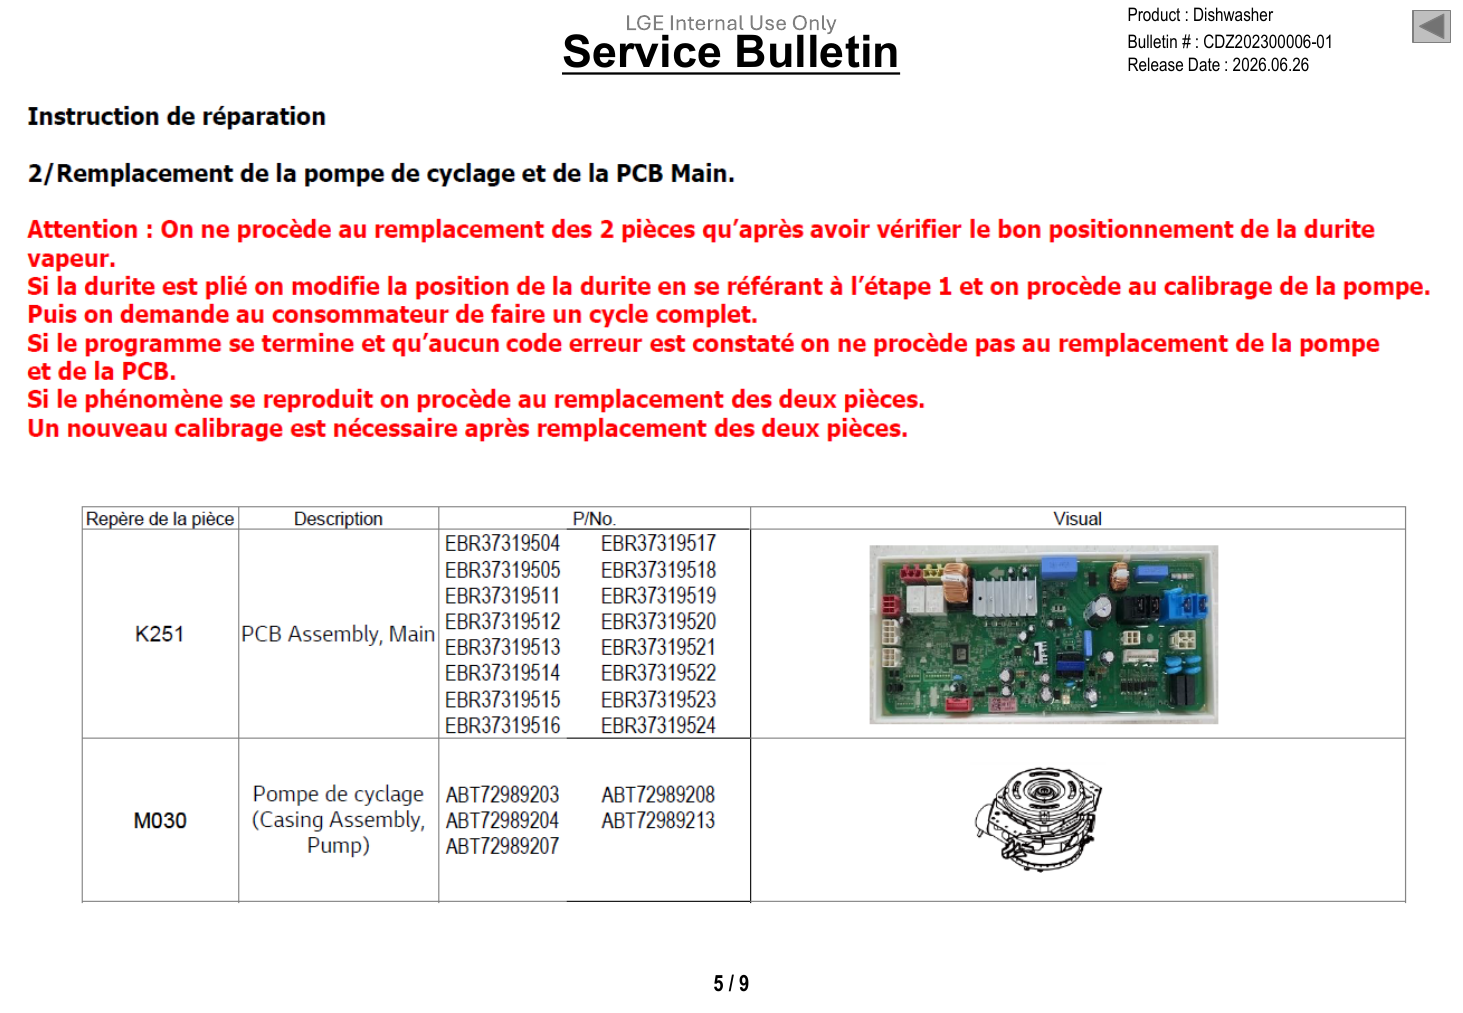 LGE Internal Use Only
Service Bulletin
Product : Dishwasher
Bulletin # : CDZ202300006-01
Release Date : 2026.06.26
Instruction de réparation
2/Remplacement de la pompe de cyclage et de la PCB Main.
Attention : On ne procède au remplacement des 2 pièces qu’après avoir vérifier le bon positionnement de la durite
vapeur.
Si la durite est plié on modifie la position de la durite en se référant à l’étape 1 et on procède au calibrage de la pompe.
Puis on demande au consommateur de faire un cycle complet.
Si le programme se termine et qu’aucun code erreur est constaté on ne procède pas au remplacement de la pompe
et de la PCB.
Si le phénomène se reproduit on procède au remplacement des deux pièces.
Un nouveau calibrage est nécessaire après remplacement des deux pièces.
Repère de la pièce Description P/No. Visual
K251
PCB Assembly, Main
EBR37319504 EBR37319517
EBR37319505 EBR37319518
EBR37319511 EBR37319519
EBR37319512 EBR37319520
EBR37319513 EBR37319521
EBR37319514 EBR37319522
EBR37319515 EBR37319523
EBR37319516 EBR37319524
M030
Pompe de cyclage
(Casing Assembly,
Pump)
ABT72989203 ABT72989208
ABT72989204 ABT72989213
ABT72989207
5 / 9